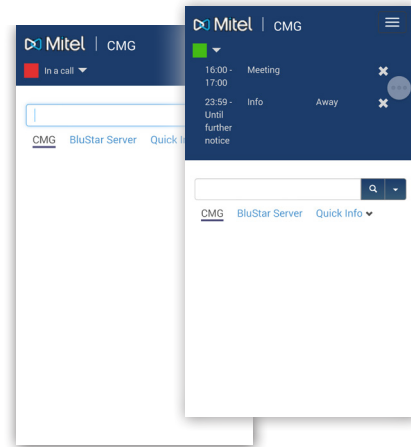 Mitel | CMG
In a call
CMG BluStar Server Quick
Mitel | CMG
16:00 - Meeting
17:00
23:59 - Info Away
Until
further
notice
CMG BluStar Server Quick Info